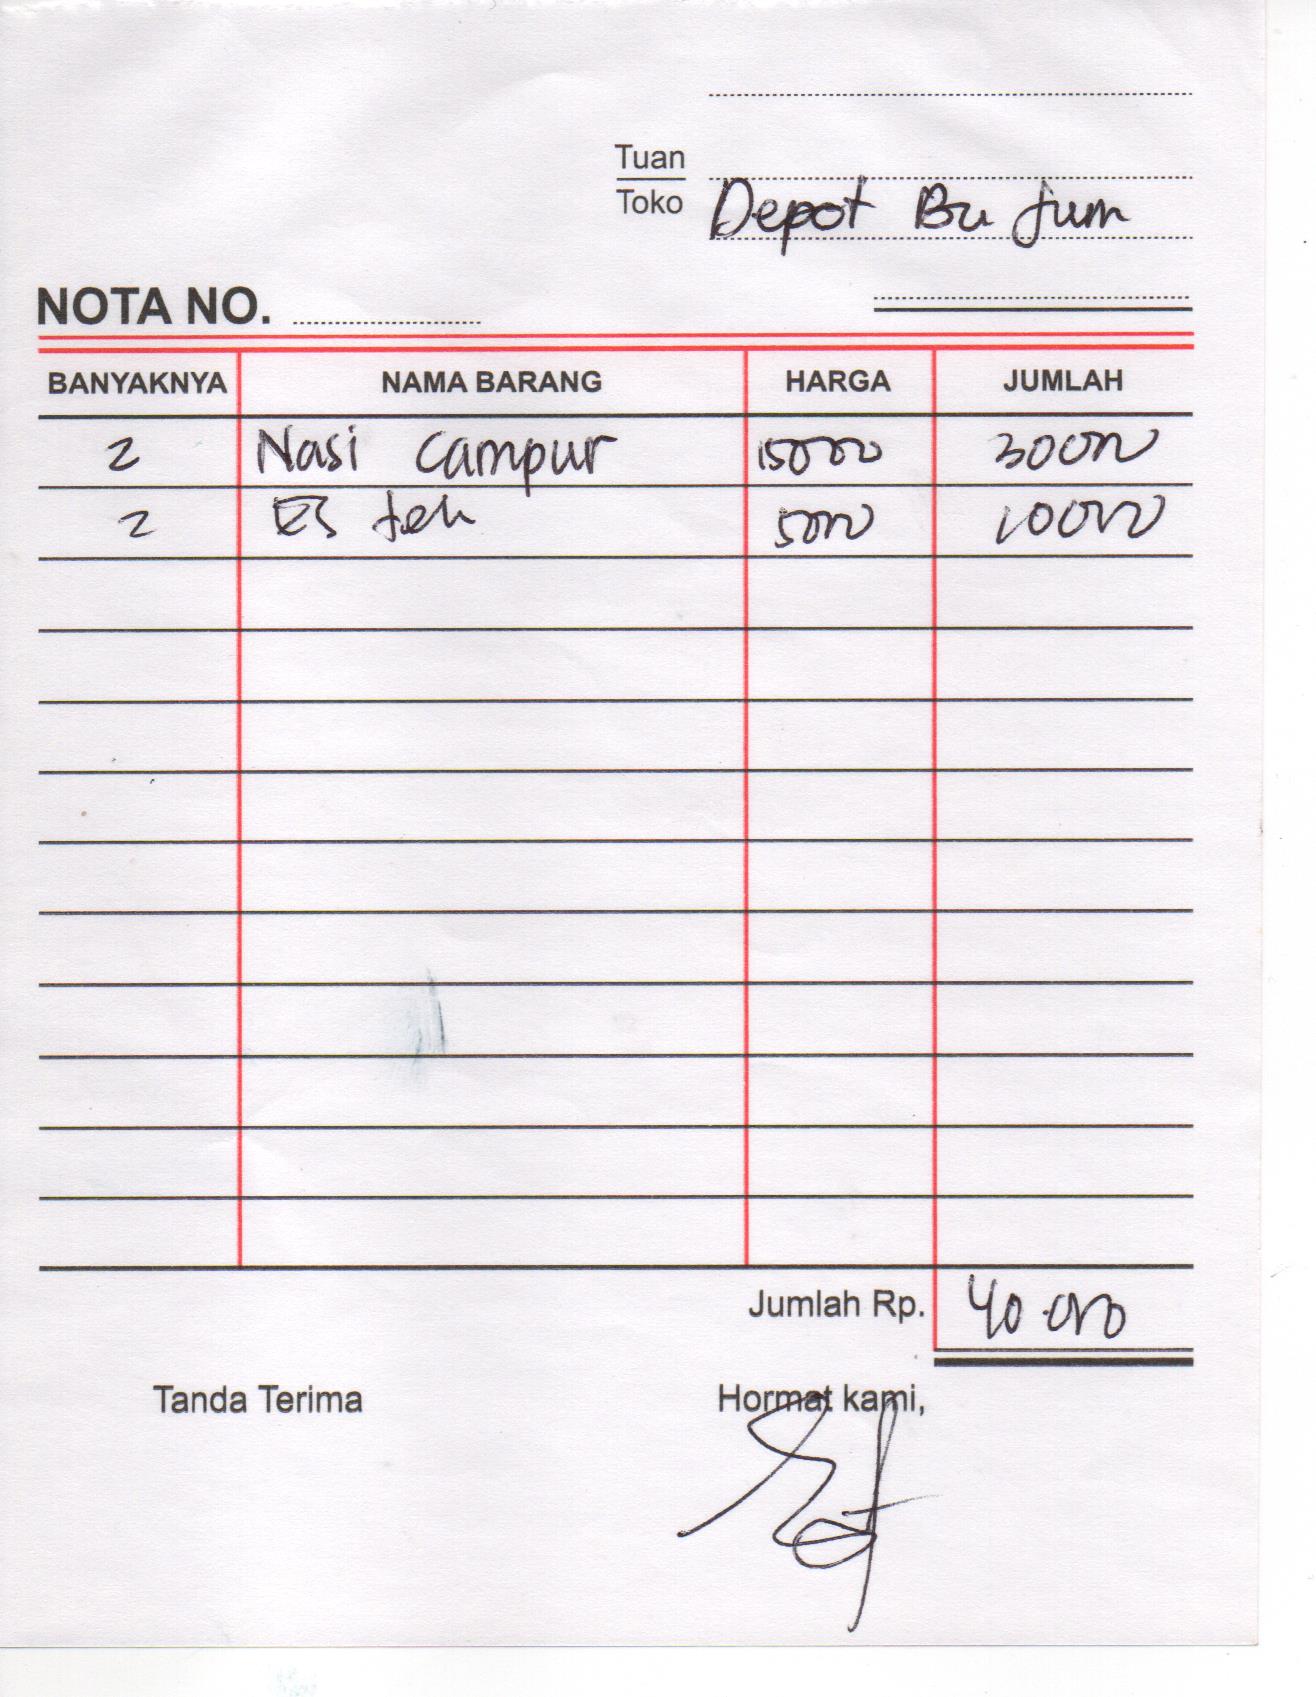 Tuan
Toko Depot Bu Jum
NOTA NO.
BANYAKNYA NAMA BARANG HARGA JUMLAH
2 Nasi Campur 15000 30000
2 Es teh 5000 10000
Jumlah Rp. 40.000
Tanda Terima Hormat kami,